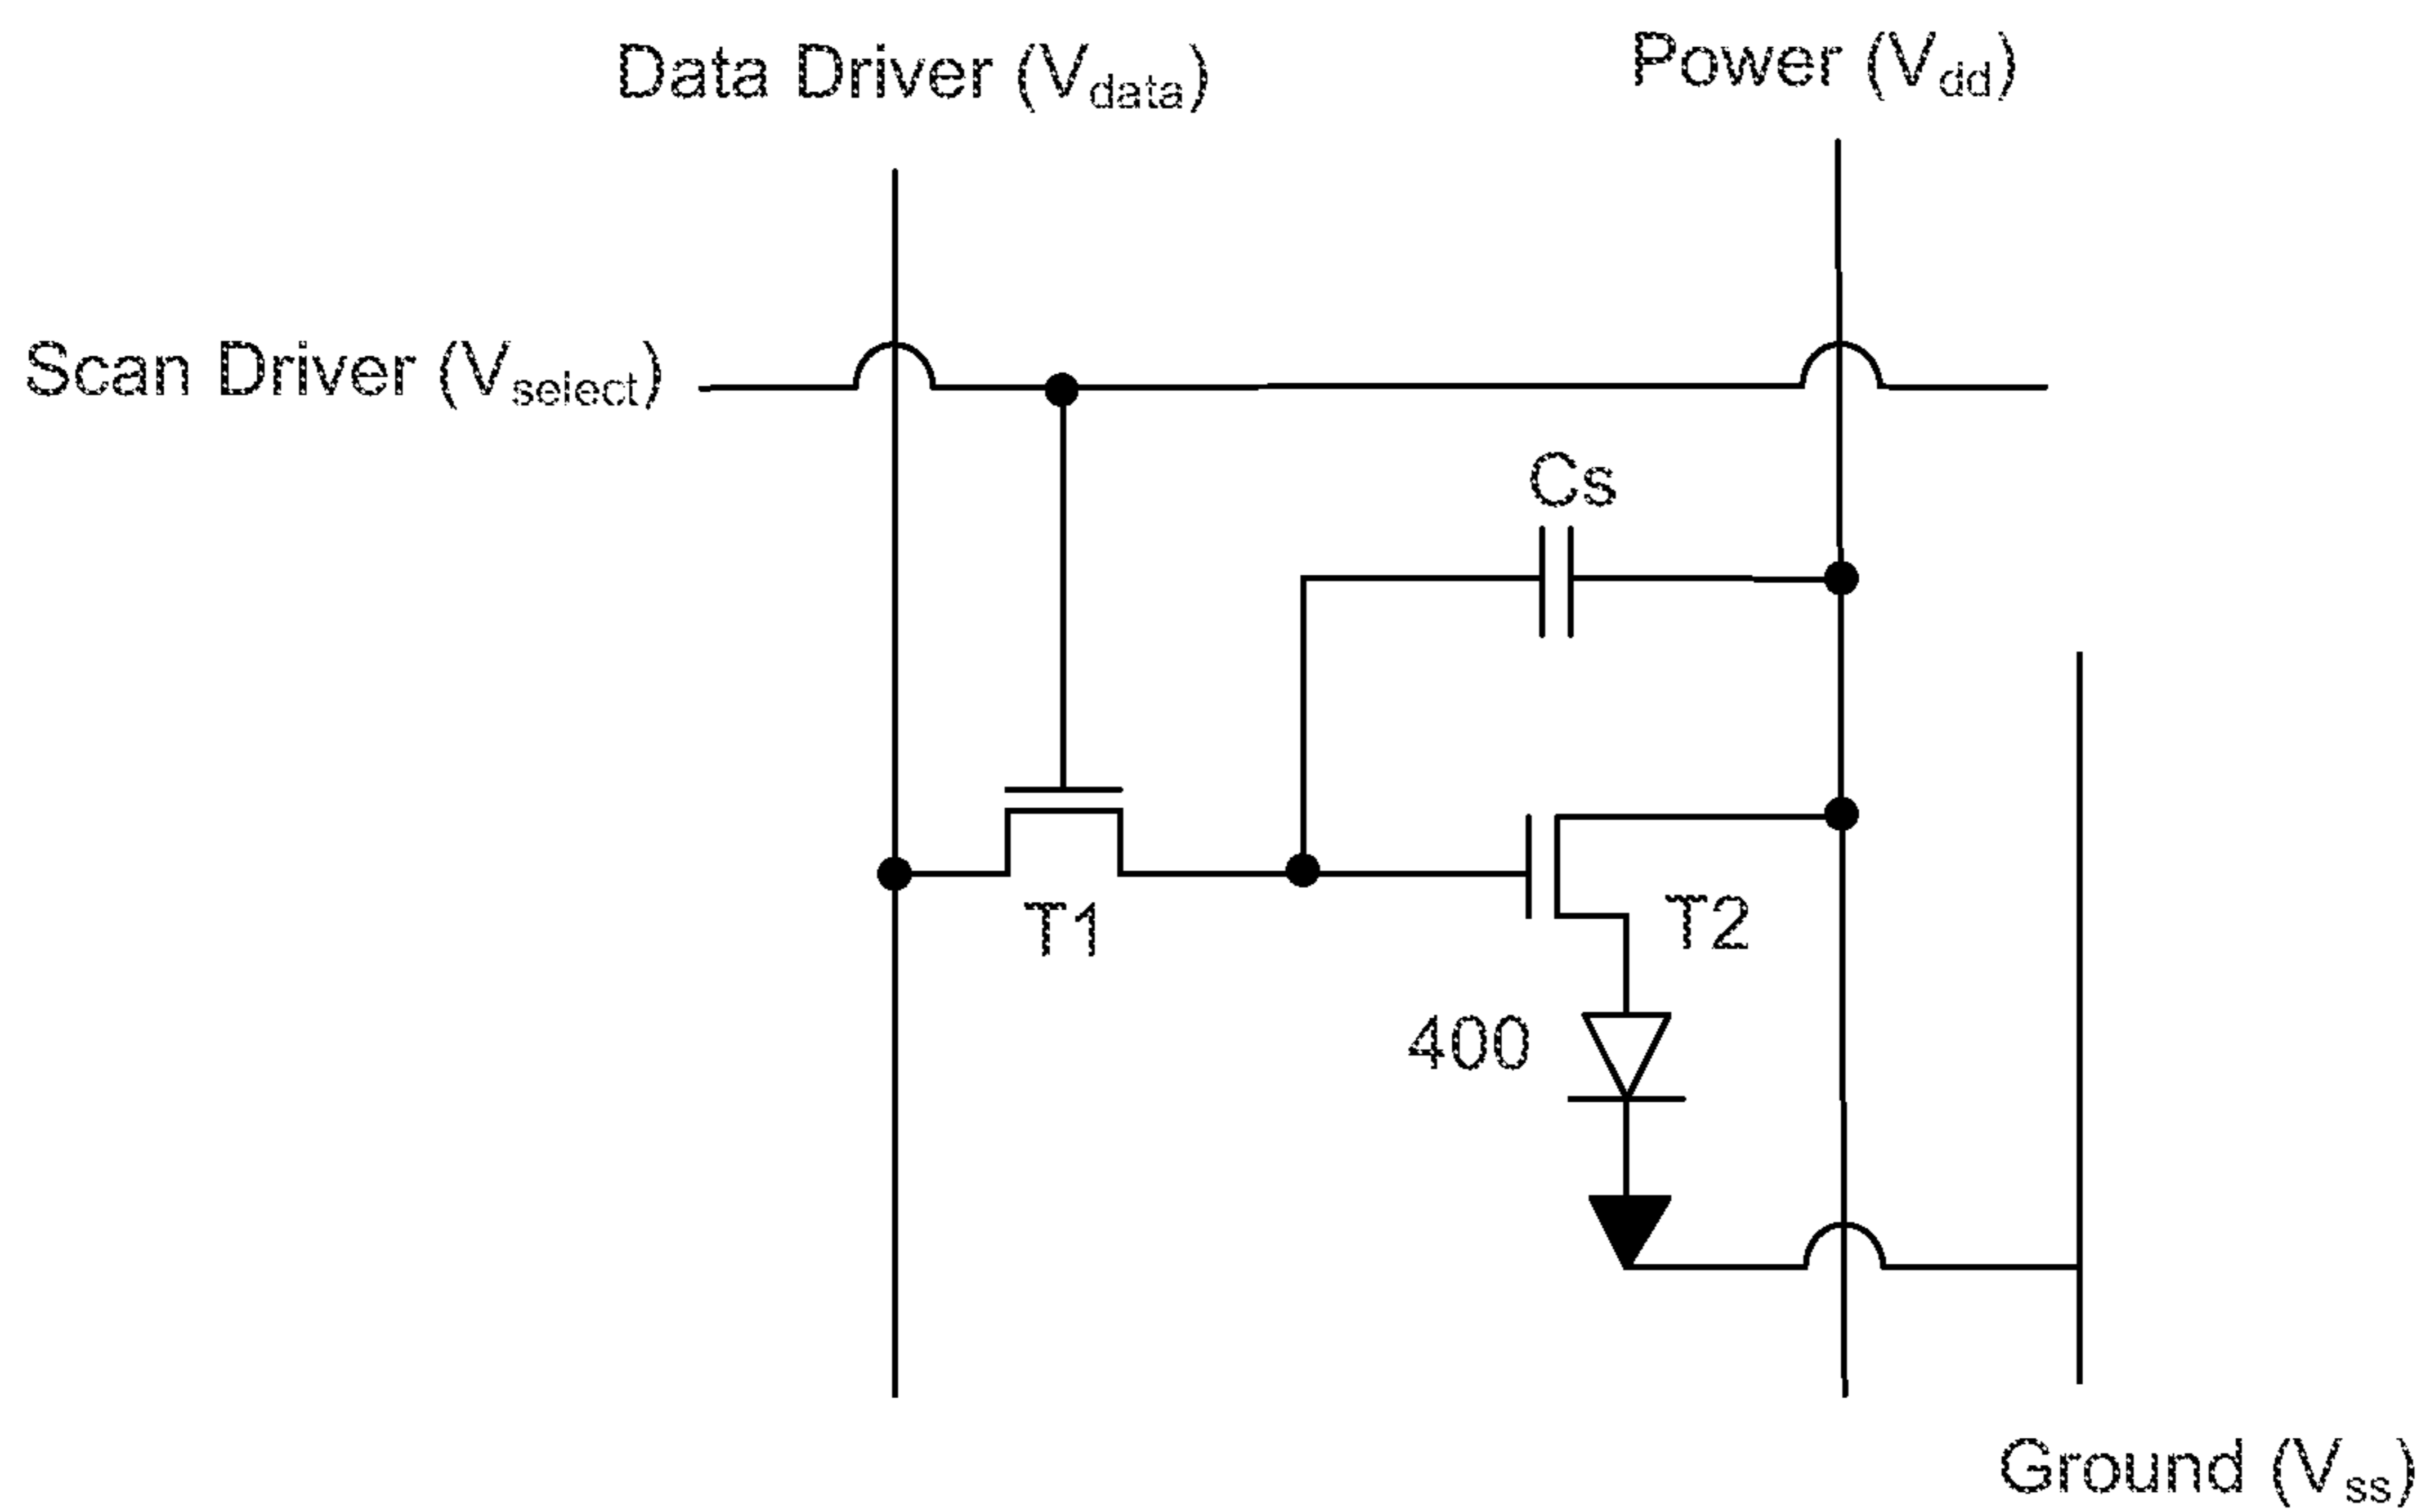 Data Driver (Vdata)
Power (Vdd)
Scan Driver (Vselect)
Cs
T1
T2
400
Ground (Vss)